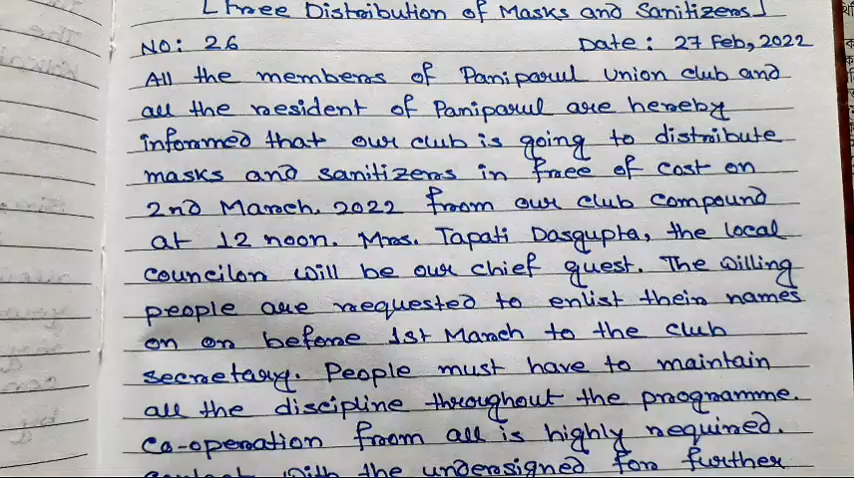 [Free Distribution of Masks and Sanitizers]
NO: 26 Date: 27 Feb, 2022
All the members of Paniparul Union club and
all the resident of Paniparul are hereby
informed that our club is going to distribute
masks and sanitizers in free of cost on
2nd March, 2022 from our club compound
at 12 noon. Mrs. Tapati Dasgupta, the local
councilor will be our chief guest. The willing
people are requested to enlist their names
on or before 1st March to the club
secretary. People must have to maintain
all the discipline throughout the programme.
Co-operation from all is highly required.
Contact with the undersigned for further